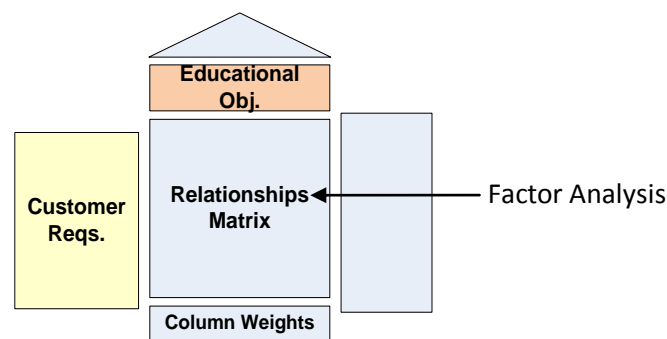 Educational
Obj.
Customer
Reqs.
Relationships
Matrix
Factor Analysis
Column Weights